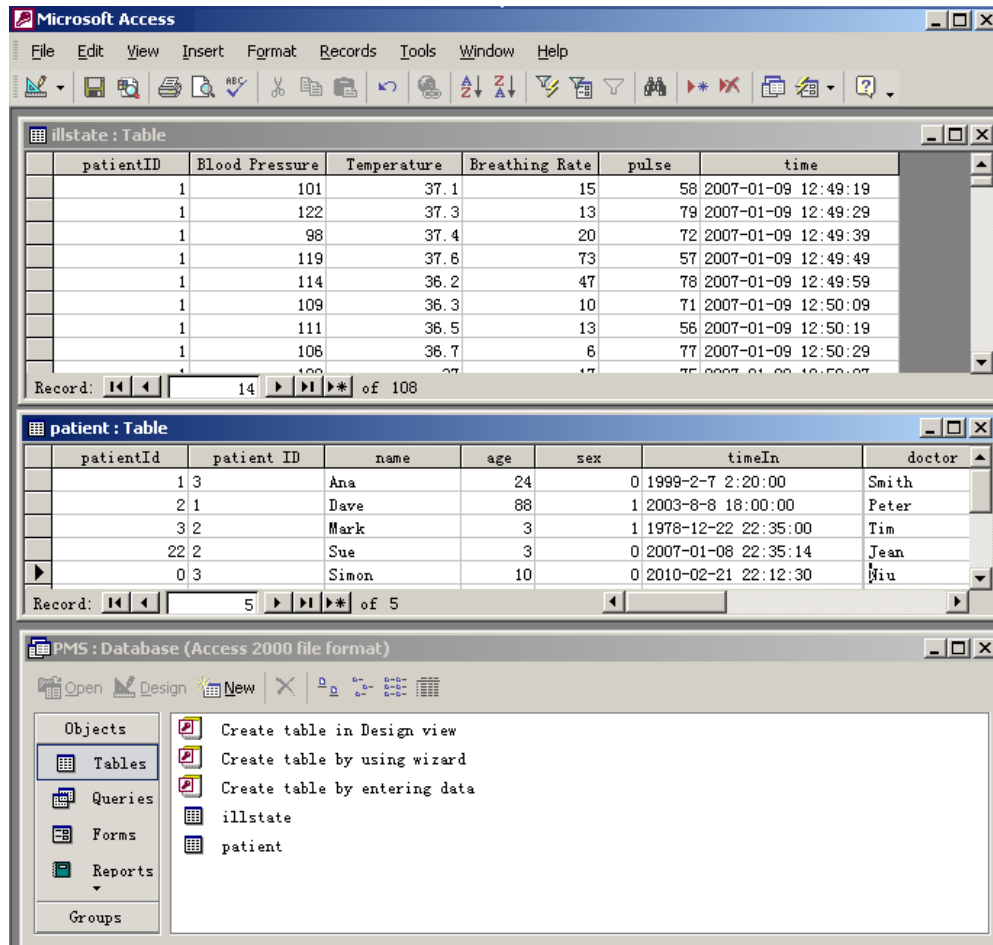 Microsoft Access
File Edit View Insert Format Records Tools Window Help
illstate : Table
patientID Blood Pressure Temperature Breathing Rate pulse time
1 101 37.1 15 58 2007-01-09 12:49:19
1 122 37.3 13 79 2007-01-09 12:49:29
1 98 37.4 20 72 2007-01-09 12:49:39
1 119 37.6 73 57 2007-01-09 12:49:49
1 114 36.2 47 78 2007-01-09 12:49:59
1 109 36.3 10 71 2007-01-09 12:50:09
1 111 36.5 13 56 2007-01-09 12:50:19
1 106 36.7 6 77 2007-01-09 12:50:29
Record: 14 of 108
patient : Table
patientId patient ID name age sex timeIn doctor
1 3 Ana 24 0 1999-2-7 2:20:00 Smith
2 1 Dave 88 1 2003-8-8 18:00:00 Peter
3 2 Mark 3 1 1978-12-22 22:35:00 Tim
22 2 Sue 3 0 2007-01-08 22:35:14 Jean
0 3 Simon 10 0 2010-02-21 22:12:30 Niu
Record: 5 of 5
PMS : Database (Access 2000 file format)
Open Design New
Objects
Tables
Queries
Forms
Reports
Groups
Create table in Design view
Create table by using wizard
Create table by entering data
illstate
patient